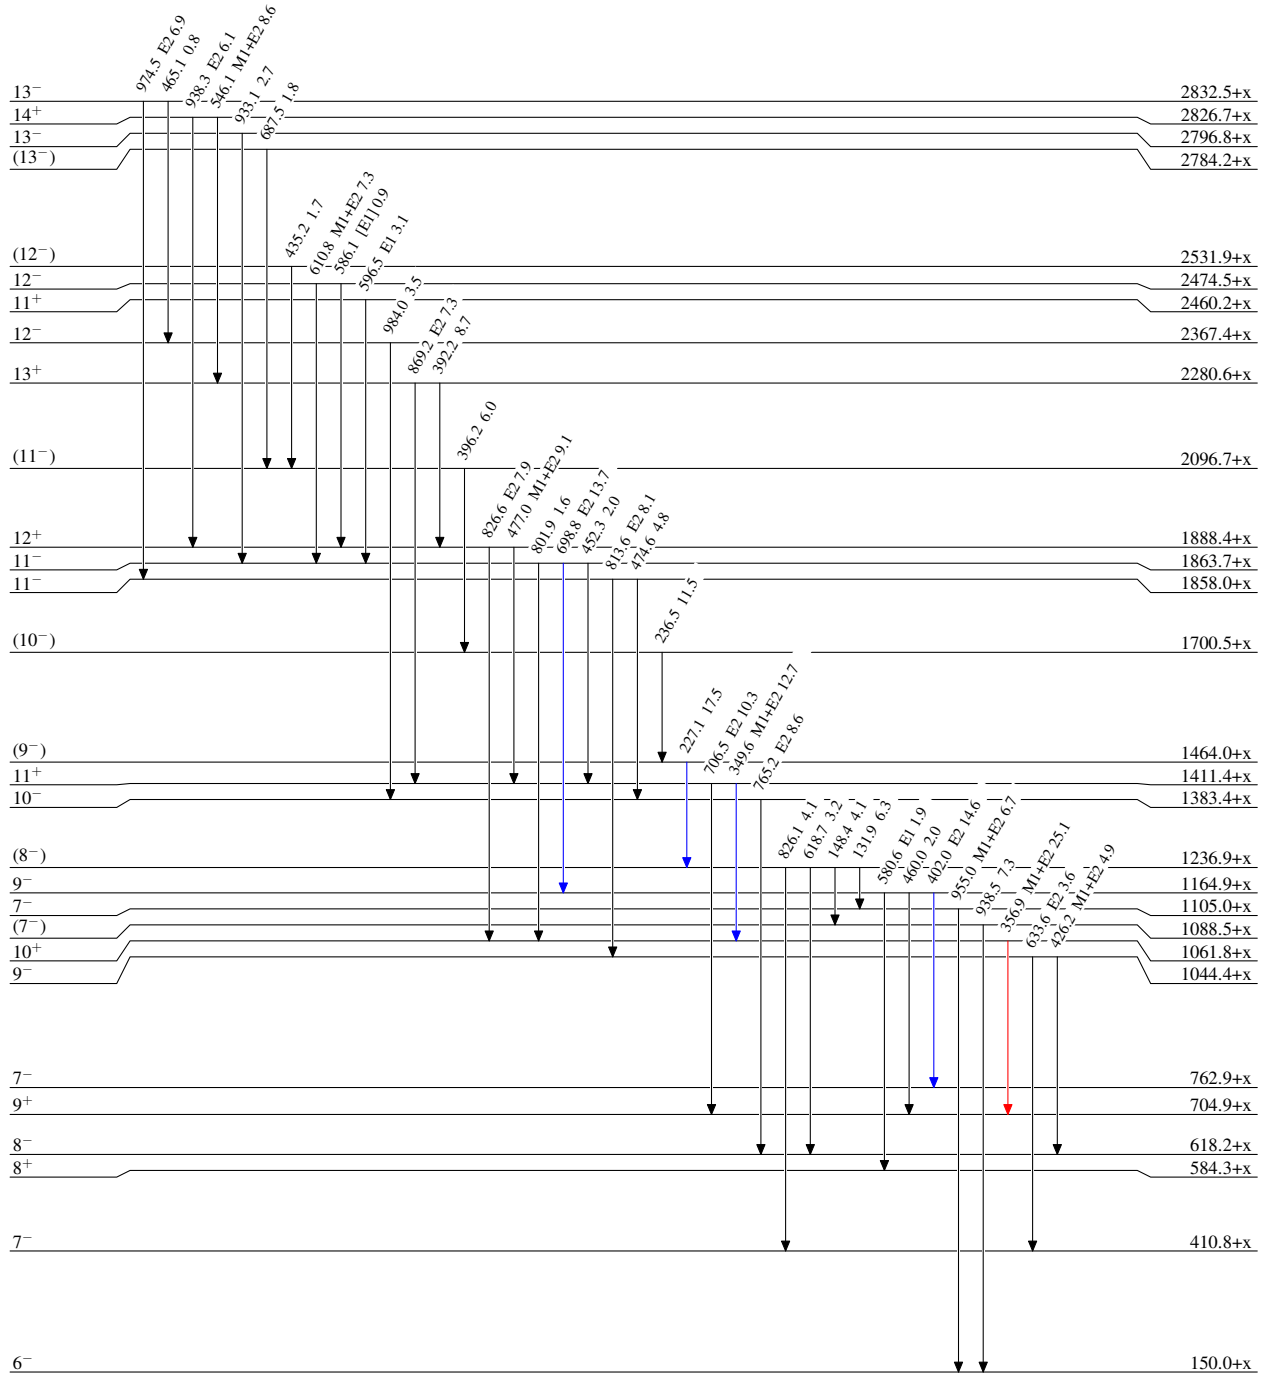 974.5 E2 6.9
465.1 0.8
938.3 E2 6.1
546.1 M1+E2 8.6
933.1 2.7
687.5 1.8
13⁻ 2832.5+x
14⁺ 2826.7+x
13⁻ 2796.8+x
(13⁻) 2784.2+x
435.2 1.7
610.8 M1+E2 7.3
586.1 [E1] 0.9
596.5 E1 3.1
(12⁻) 2531.9+x
12⁻ 2474.5+x
11⁺ 2460.2+x
984.0 3.5
869.2 E2 7.3
392.2 8.7
12⁻ 2367.4+x
13⁺ 2280.6+x
396.2 6.0
(11⁻) 2096.7+x
826.6 E2 7.9
477.0 M1+E2 9.1
801.9 1.6
698.8 E2 13.7
452.3 2.0
813.6 E2 8.1
474.6 4.8
12⁺ 1888.4+x
11⁻ 1863.7+x
11⁻ 1858.0+x
236.5 11.5
(10⁻) 1700.5+x
227.1 17.5
706.5 E2 10.3
349.6 M1+E2 12.7
765.2 E2 8.6
(9⁻) 1464.0+x
11⁺ 1411.4+x
10⁻ 1383.4+x
826.1 4.1
618.7 3.2
148.4 4.1
131.9 6.3
580.6 E1 1.9
460.0 2.0
402.0 E2 14.6
955.0 M1+E2 6.7
938.5 7.3
356.9 M1+E2 25.1
633.6 E2 3.6
426.2 M1+E2 4.9
(8⁻) 1236.9+x
9⁻ 1164.9+x
7⁻ 1105.0+x
(7⁻) 1088.5+x
10⁺ 1061.8+x
9⁻ 1044.4+x
7⁻ 762.9+x
9⁺ 704.9+x
8⁻ 618.2+x
8⁺ 584.3+x
7⁻ 410.8+x
6⁻ 150.0+x